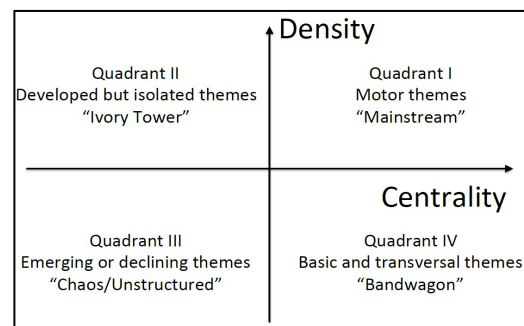 Density
Quadrant II
Developed but isolated themes
“Ivory Tower”
Quadrant I
Motor themes
“Mainstream”
Centrality
Quadrant III
Emerging or declining themes
“Chaos/Unstructured”
Quadrant IV
Basic and transversal themes
“Bandwagon”